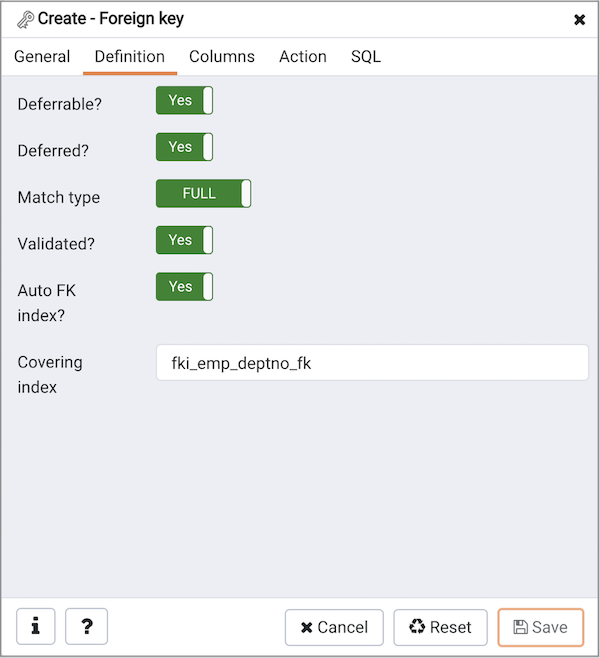 Create - Foreign key
General Definition Columns Action SQL
Deferrable? Yes
Deferred? Yes
Match type FULL
Validated? Yes
Auto FK Yes
index?
Covering fki_emp_deptno_fk
index
i ? Cancel Reset Save